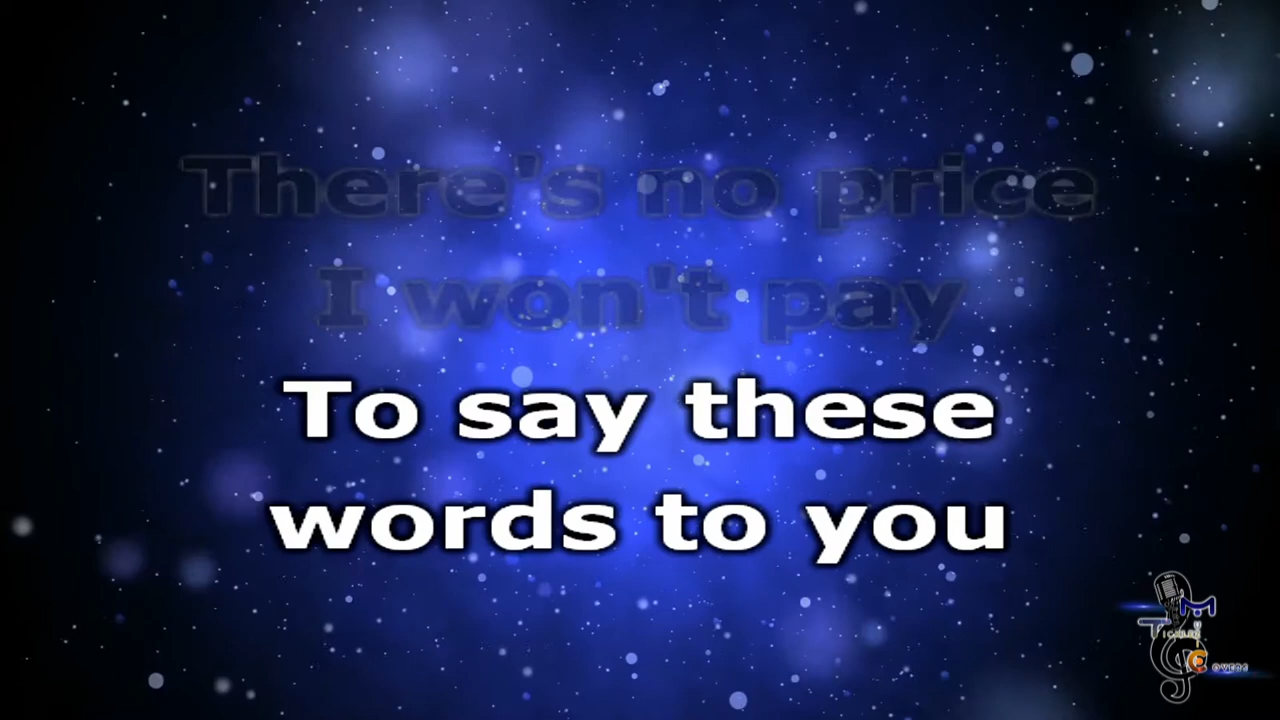 There's no price
I won't pay
To say these
words to you